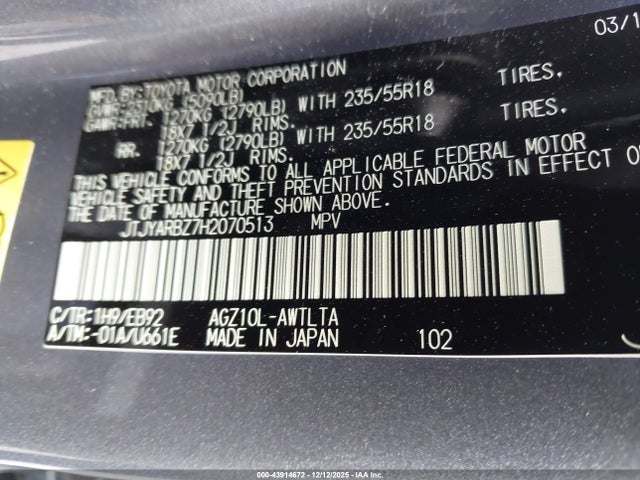 03/1
MFD.BY:TOYOTA MOTOR CORPORATION
GVWR:2310KG (5090LB)
GAWR:FRT. 1270KG (2790LB) WITH 235/55R18 TIRES,
18X7 1/2J RIMS.
RR. 1270KG (2790LB) WITH 235/55R18 TIRES,
18X7 1/2J RIMS.
THIS VEHICLE CONFORMS TO ALL APPLICABLE FEDERAL MOTOR
VEHICLE SAFETY AND THEFT PREVENTION STANDARDS IN EFFECT O
THE DATE OF MANUFACTURE SHOWN ABOVE.
JTJYARBZ7H2070513 MPV
C/TR:1H9/EB92 AGZ10L-AWTLTA
A/TM:-01A/U661E MADE IN JAPAN 102
000-43914672 - 12/12/2025 - IAA Inc.